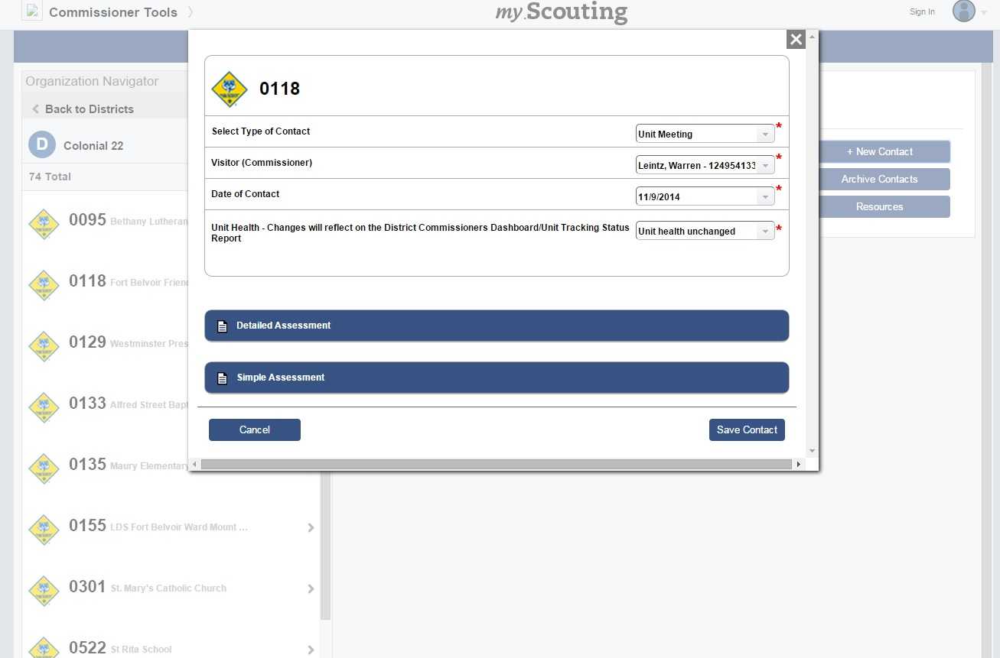 Commissioner Tools
my.Scouting
Sign In
Organization Navigator
Back to Districts
D
Colonial 22
74 Total
0095 Bethany Lutheran
0118 Fort Belvoir Frien
0129 Westminster Pres
0133 Alfred Street Bapt
0135 Maury Elementary
0155 LDS Fort Belvoir Ward Mount ...
0301 St. Mary's Catholic Church
0522 St Rita School
0118
Select Type of Contact
Unit Meeting
*
Visitor (Commissioner)
Leintz, Warren - 124954133
*
Date of Contact
11/9/2014
*
Unit Health - Changes will reflect on the District Commissioners Dashboard/Unit Tracking Status
Report
Unit health unchanged
*
Detailed Assessment
Simple Assessment
Cancel
Save Contact
+ New Contact
Archive Contacts
Resources